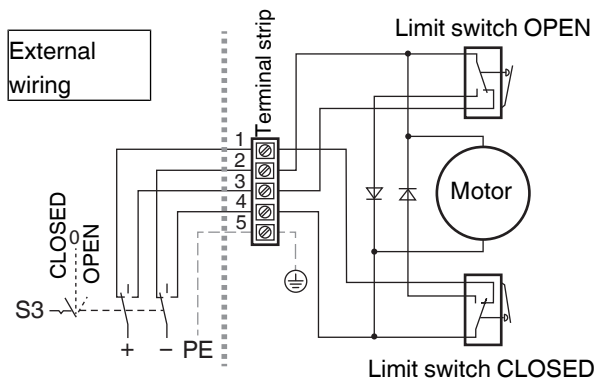 External
wiring
Terminal strip
Limit switch OPEN
1
2
3
4
5
Motor
CLOSED
0
OPEN
S3
+
− PE
Limit switch CLOSED